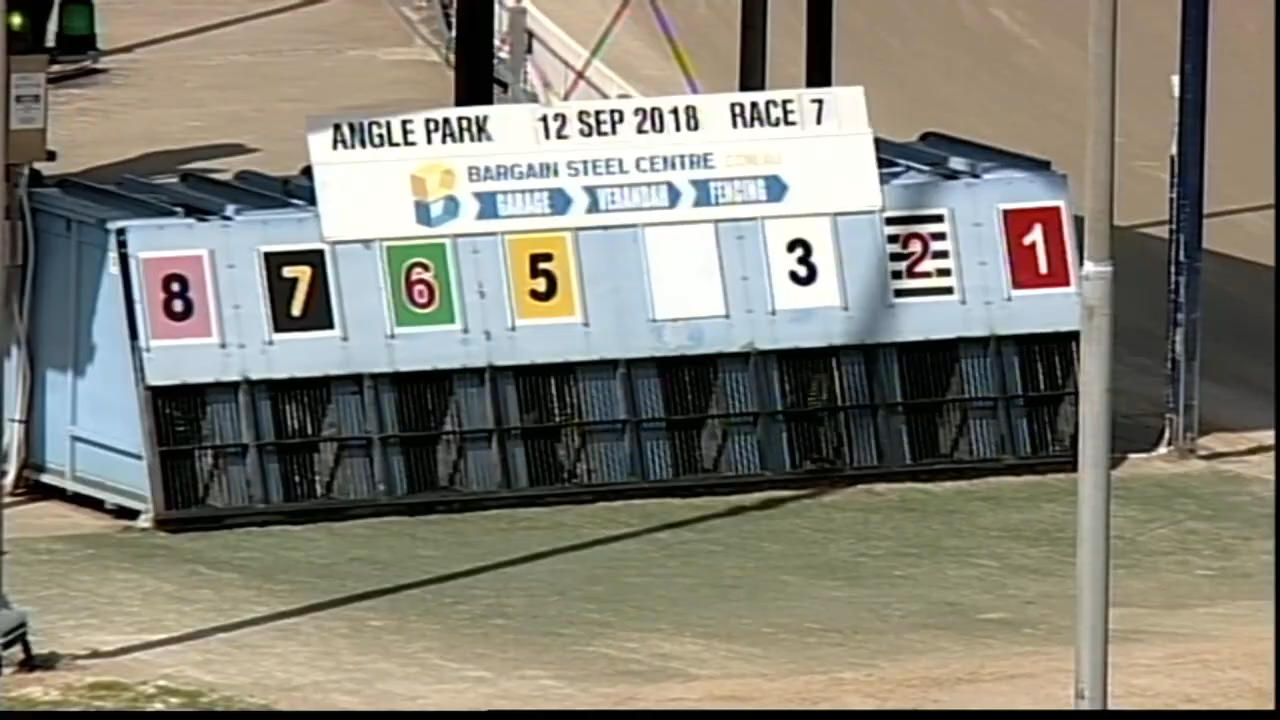 ANGLE PARK 12 SEP 2018 RACE 7
BARGAIN STEEL CENTRE
GARAGE VERANDAH FENCING
8 7 6 5 3 2 1